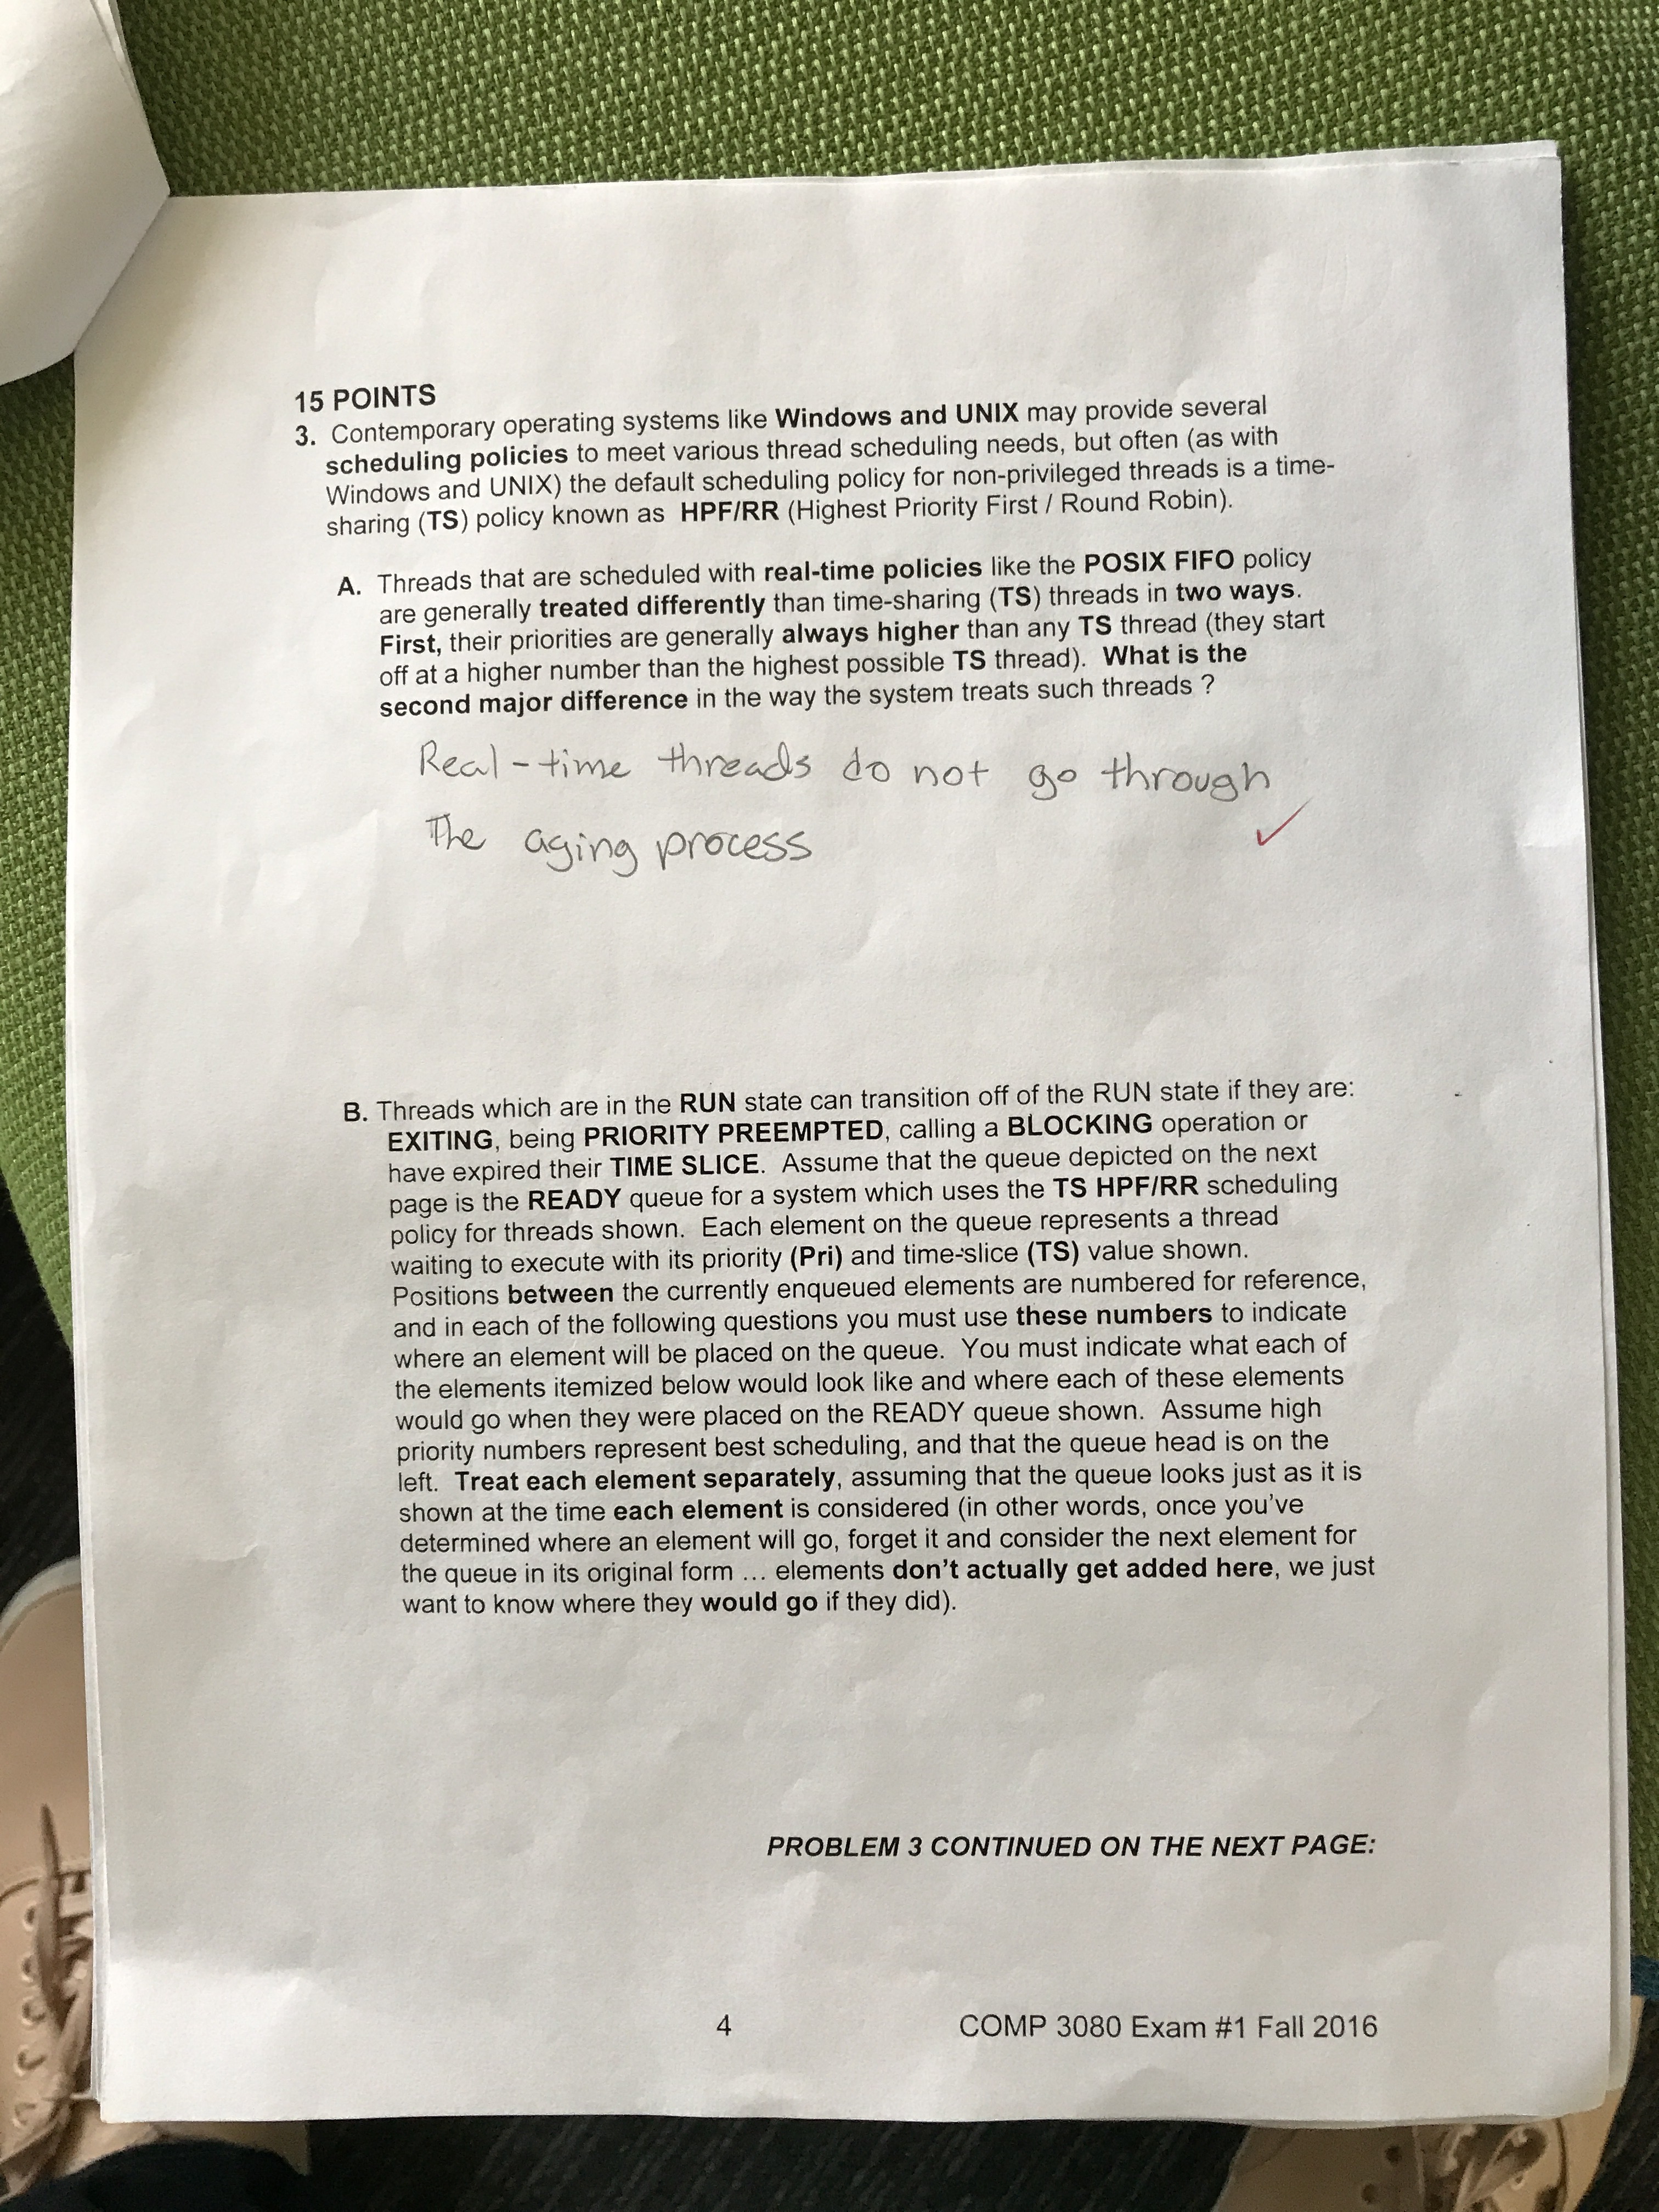 15 POINTS
3. Contemporary operating systems like Windows and UNIX may provide several
scheduling policies to meet various thread scheduling needs, but often (as with
Windows and UNIX) the default scheduling policy for non-privileged threads is a time-
sharing (TS) policy known as HPF/RR (Highest Priority First / Round Robin).
A. Threads that are scheduled with real-time policies like the POSIX FIFO policy
are generally treated differently than time-sharing (TS) threads in two ways.
First, their priorities are generally always higher than any TS thread (they start
off at a higher number than the highest possible TS thread). What is the
second major difference in the way the system treats such threads ?
Real-time threads do not go through
The aging process
B. Threads which are in the RUN state can transition off of the RUN state if they are:
EXITING, being PRIORITY PREEMPTED, calling a BLOCKING operation or
have expired their TIME SLICE. Assume that the queue depicted on the next
page is the READY queue for a system which uses the TS HPF/RR scheduling
policy for threads shown. Each element on the queue represents a thread
waiting to execute with its priority (Pri) and time-slice (TS) value shown.
Positions between the currently enqueued elements are numbered for reference,
and in each of the following questions you must use these numbers to indicate
where an element will be placed on the queue. You must indicate what each of
the elements itemized below would look like and where each of these elements
would go when they were placed on the READY queue shown. Assume high
priority numbers represent best scheduling, and that the queue head is on the
left. Treat each element separately, assuming that the queue looks just as it is
shown at the time each element is considered (in other words, once you've
determined where an element will go, forget it and consider the next element for
the queue in its original form ... elements don't actually get added here, we just
want to know where they would go if they did).
PROBLEM 3 CONTINUED ON THE NEXT PAGE:
4 COMP 3080 Exam #1 Fall 2016